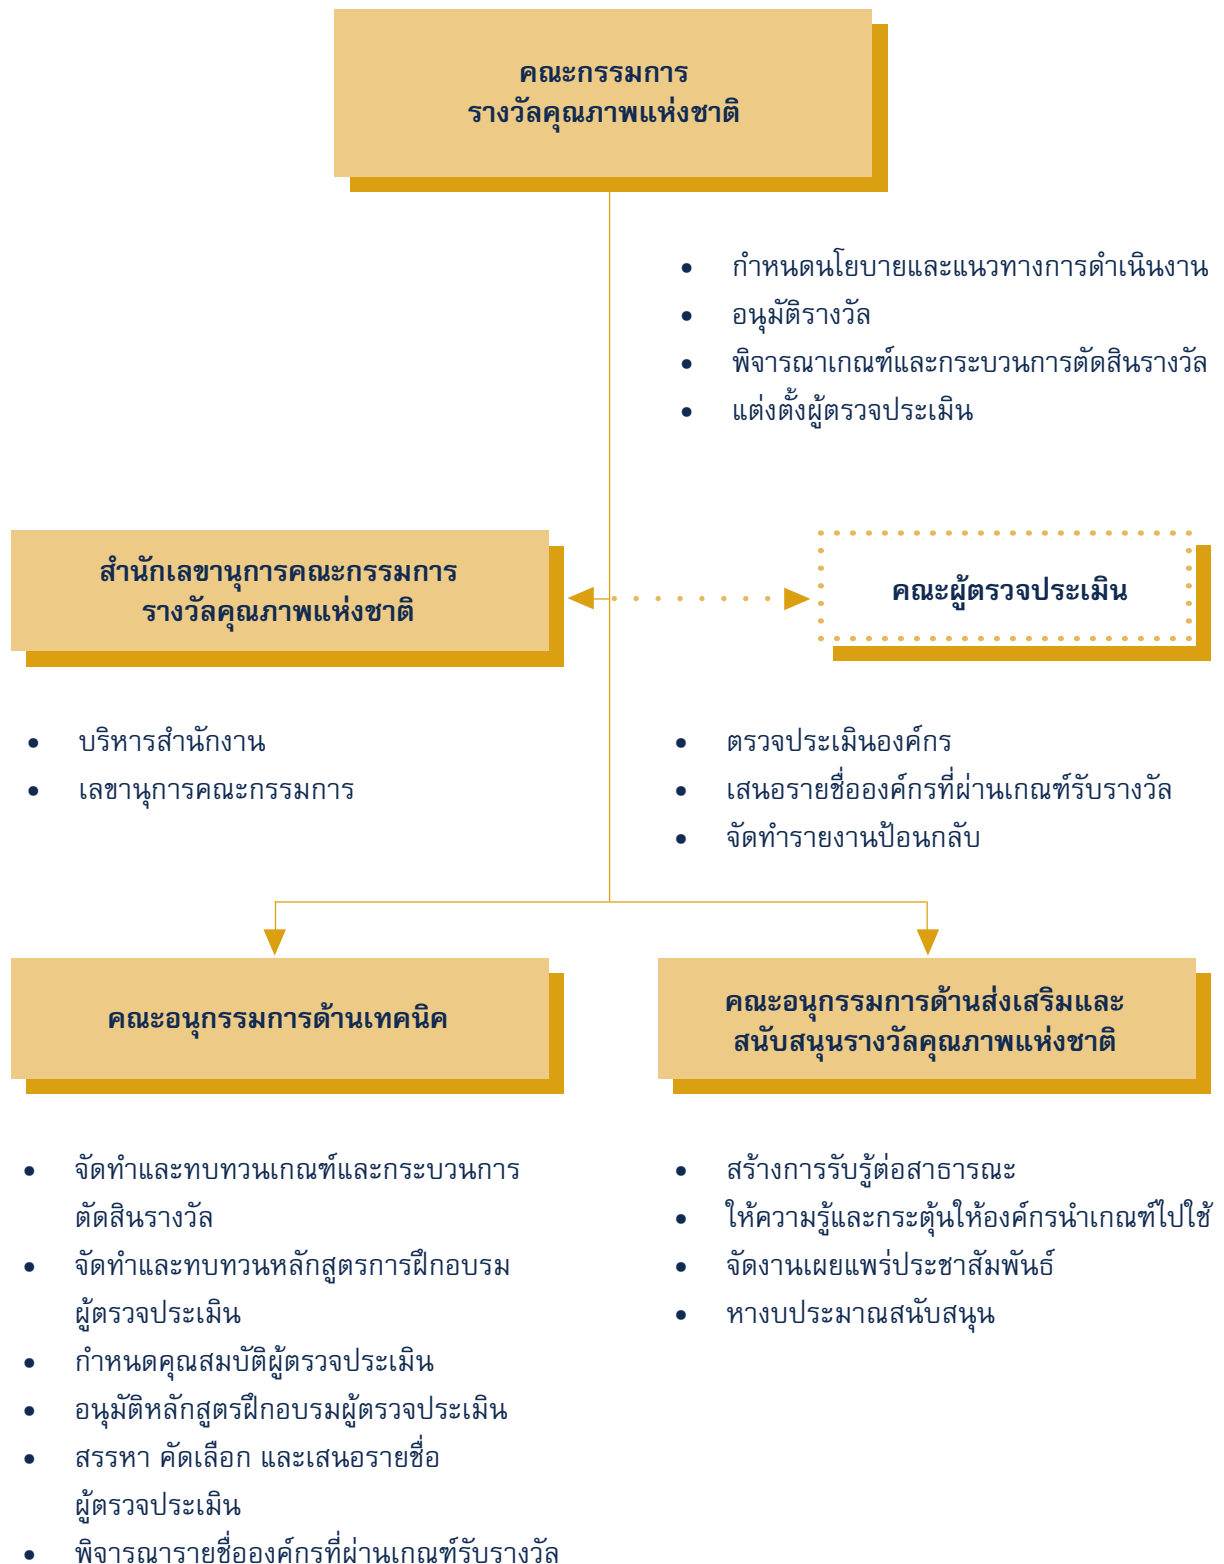 คณะกรรมการ
รางวัลคุณภาพแห่งชาติ
• กำหนดนโยบายและแนวทางการดำเนินงาน
• อนุมัติรางวัล
• พิจารณาเกณฑ์และกระบวนการตัดสินรางวัล
• แต่งตั้งผู้ตรวจประเมิน
สำนักเลขานุการคณะกรรมการ
รางวัลคุณภาพแห่งชาติ
• บริหารสำนักงาน
• เลขานุการคณะกรรมการ
คณะผู้ตรวจประเมิน
• ตรวจประเมินองค์กร
• เสนอรายชื่อองค์กรที่ผ่านเกณฑ์รับรางวัล
• จัดทำรายงานป้อนกลับ
คณะอนุกรรมการด้านเทคนิค
• จัดทำและทบทวนเกณฑ์และกระบวนการ
ตัดสินรางวัล
• จัดทำและทบทวนหลักสูตรการฝึกอบรม
ผู้ตรวจประเมิน
• กำหนดคุณสมบัติผู้ตรวจประเมิน
• อนุมัติหลักสูตรฝึกอบรมผู้ตรวจประเมิน
• สรรหา คัดเลือก และเสนอรายชื่อ
ผู้ตรวจประเมิน
• พิจารณารายชื่อองค์กรที่ผ่านเกณฑ์รับรางวัล
คณะอนุกรรมการด้านส่งเสริมและ
สนับสนุนรางวัลคุณภาพแห่งชาติ
• สร้างการรับรู้ต่อสาธารณะ
• ให้ความรู้และกระตุ้นให้องค์กรนำเกณฑ์ไปใช้
• จัดงานเผยแพร่ประชาสัมพันธ์
• หางบประมาณสนับสนุน